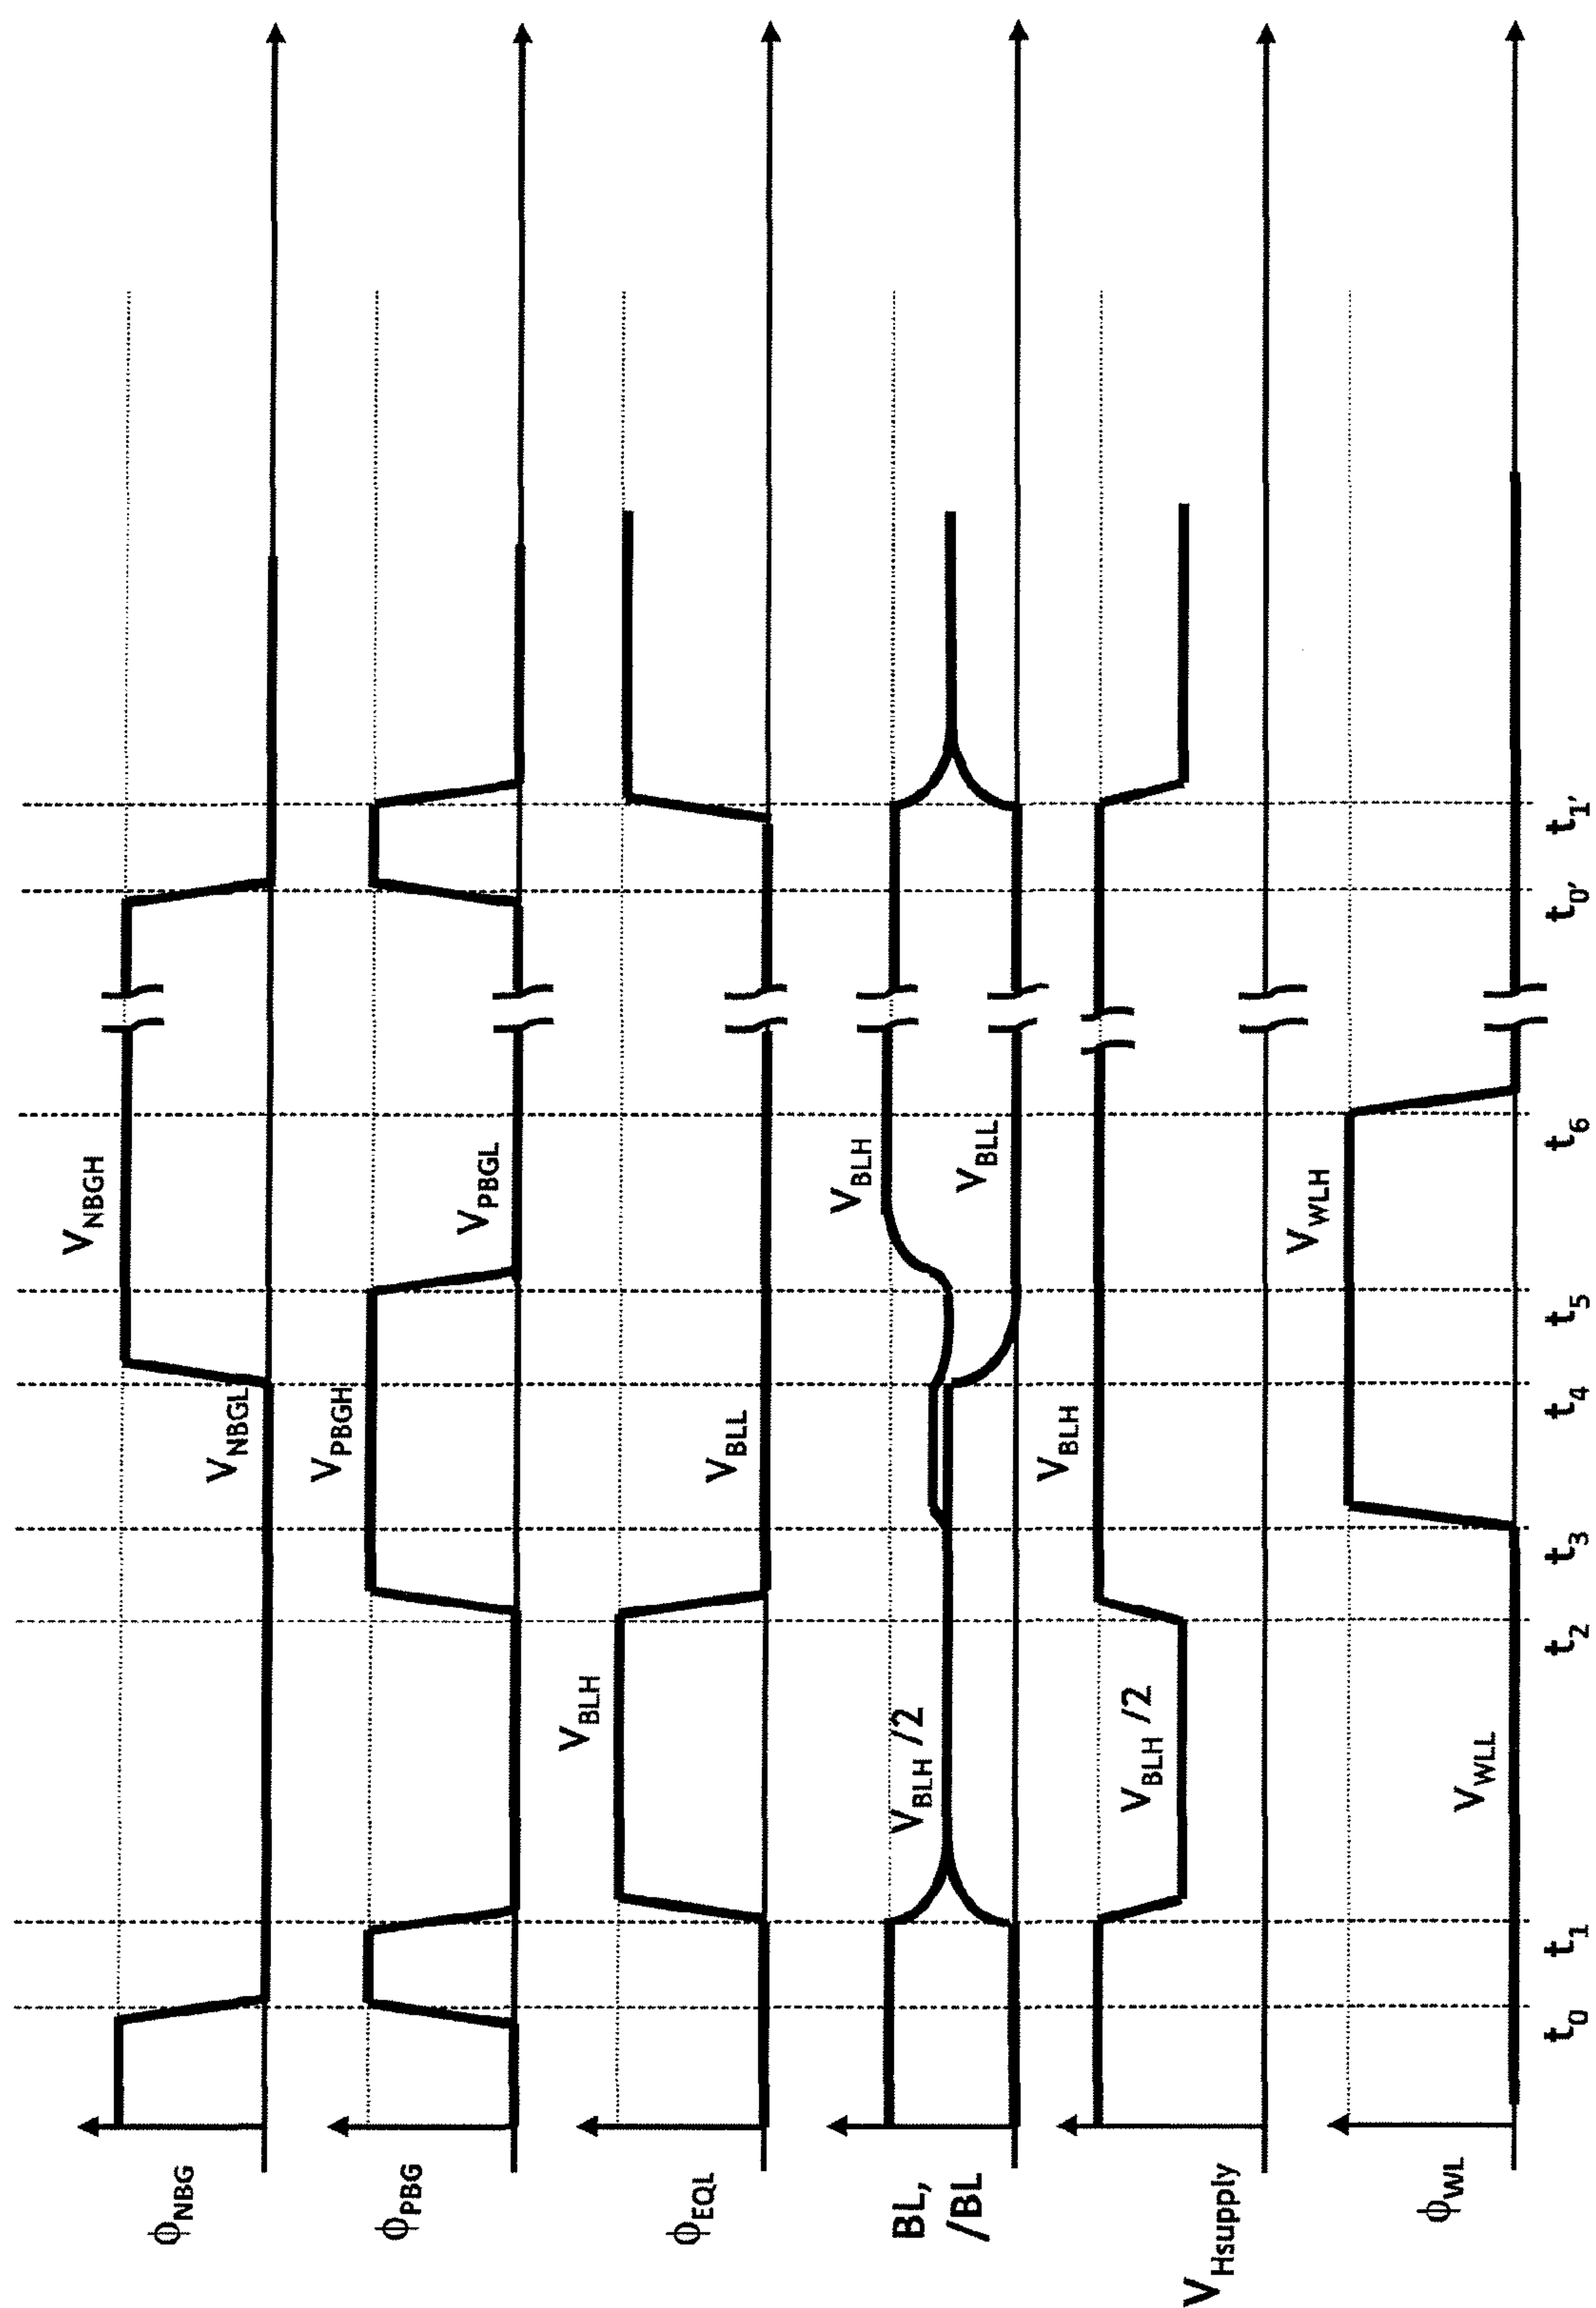 ϕNBG
VNBGL
VNBGH
ϕPBG
VPBGH
VPBGL
ϕEQL
VBLH
VBLL
BL,
/BL
VBLH /2
VBLH
VBLL
VHsupply
VBLH /2
VBLH
ϕWL
VWLL
VWLH
t0 t1 t2 t3 t4 t5 t6 t0' t1'